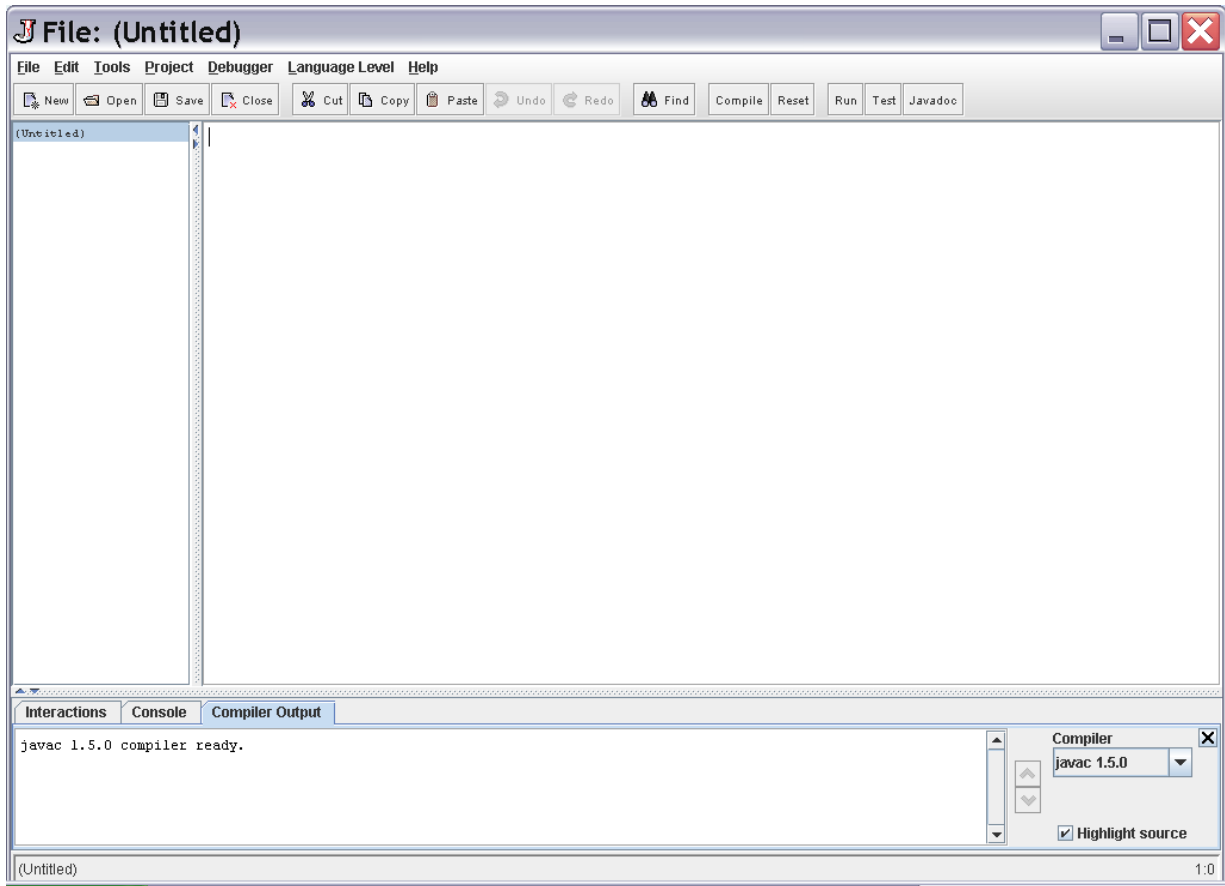 File: (Untitled)
File Edit Tools Project Debugger Language Level Help
New Open Save Close Cut Copy Paste Undo Redo Find Compile Reset Run Test Javadoc
(Untitled)
Interactions Console Compiler Output
javac 1.5.0 compiler ready.
Compiler
javac 1.5.0
Highlight source
(Untitled) 1:0